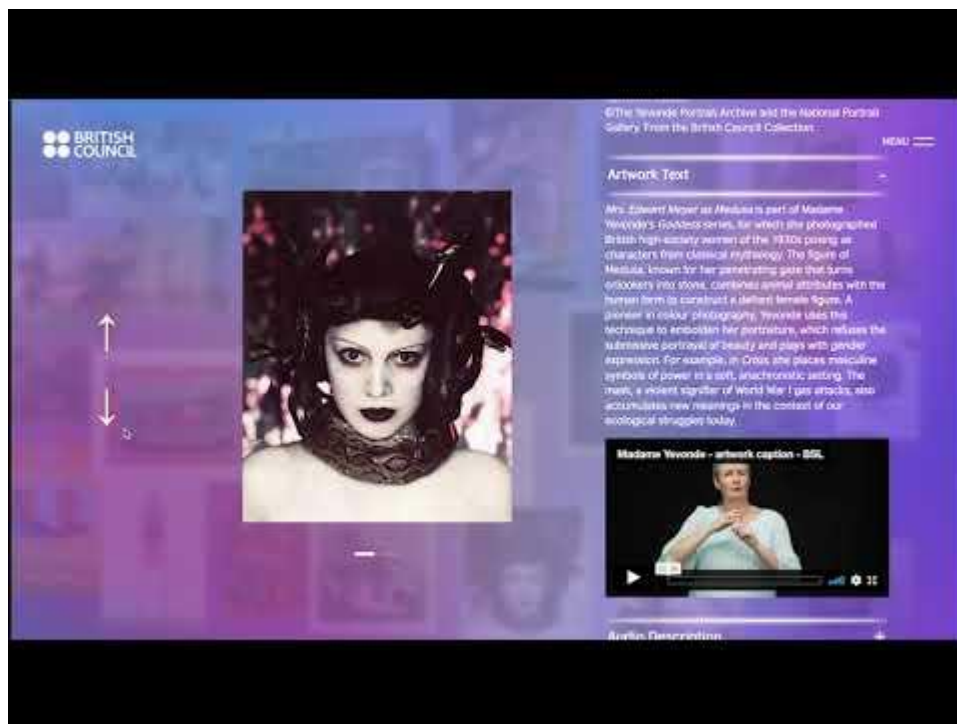 BRITISH
COUNCIL
©The Yevonde Portrait Archive and the National Portrait
Gallery. From the British Council Collection.
MENU
Artwork Text
Mrs. Edward Meyer as Medusa is part of Madame
Yevonde's Goddess series, for which she photographed
British high-society women of the 1930s posing as
characters from classical mythology. The figure of
Medusa, known for her penetrating gaze that turns
onlookers into stone, combines animal attributes with the
human form to construct a defiant female figure. A
pioneer in colour photography, Yevonde uses this
technique to embolden her portraiture, which refuses the
submissive portrayal of beauty and plays with gender
expression. For example, in Crisis, she places masculine
symbols of power in a soft, anachronistic setting. The
mask, a violent signifier of World War I gas attacks, also
accumulates new meanings in the context of our
ecological struggles today.
Madame Yevonde - artwork caption - BSL
Audio Description